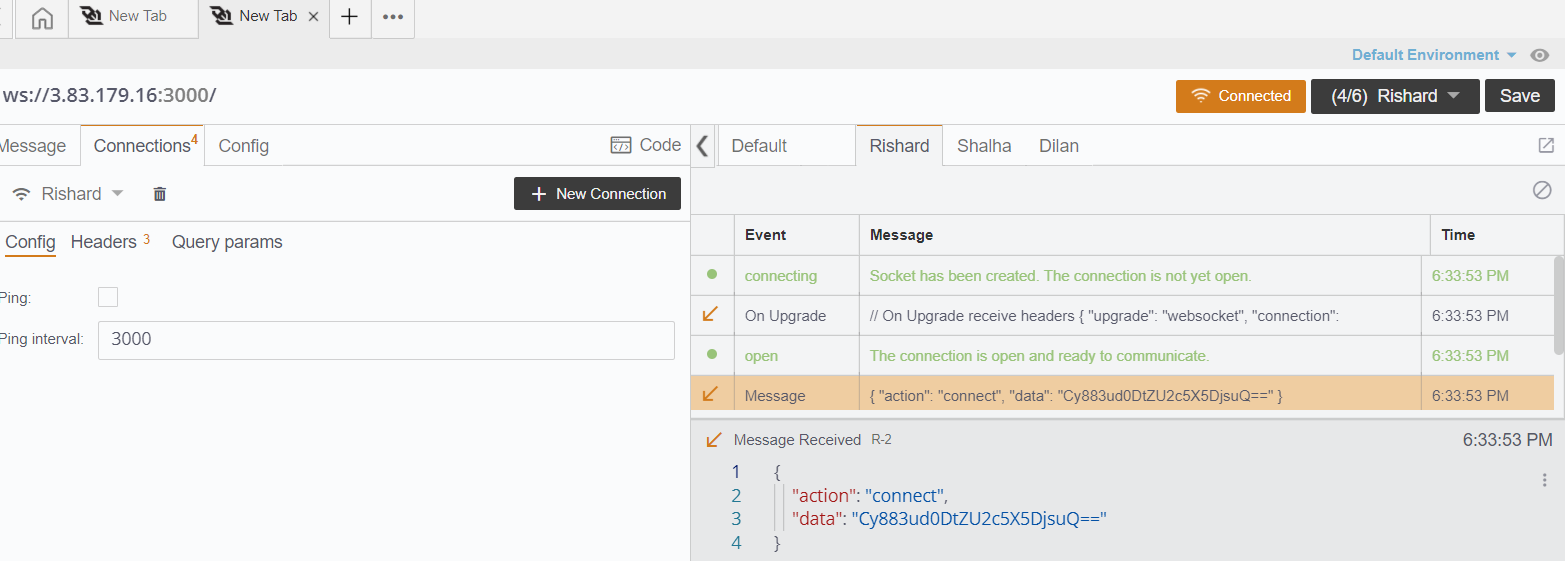 New Tab
New Tab
Default Environment
ws://3.83.179.16:3000/
Connected
(4/6) Rishard
Save
Message
Connections 4
Config
Code
Default
Rishard
Shalha
Dilan
Rishard
New Connection
Config
Headers 3
Query params
Ping:
Ping interval:
3000
Event Message Time
connecting Socket has been created. The connection is not yet open. 6:33:53 PM
On Upgrade // On Upgrade receive headers { "upgrade": "websocket", "connection": 6:33:53 PM
open The connection is open and ready to communicate. 6:33:53 PM
Message { "action": "connect", "data": "Cy883ud0DtZU2c5X5DjsuQ==" } 6:33:53 PM
Message Received R-2 6:33:53 PM
1 {
2 "action": "connect",
3 "data": "Cy883ud0DtZU2c5X5DjsuQ=="
4 }